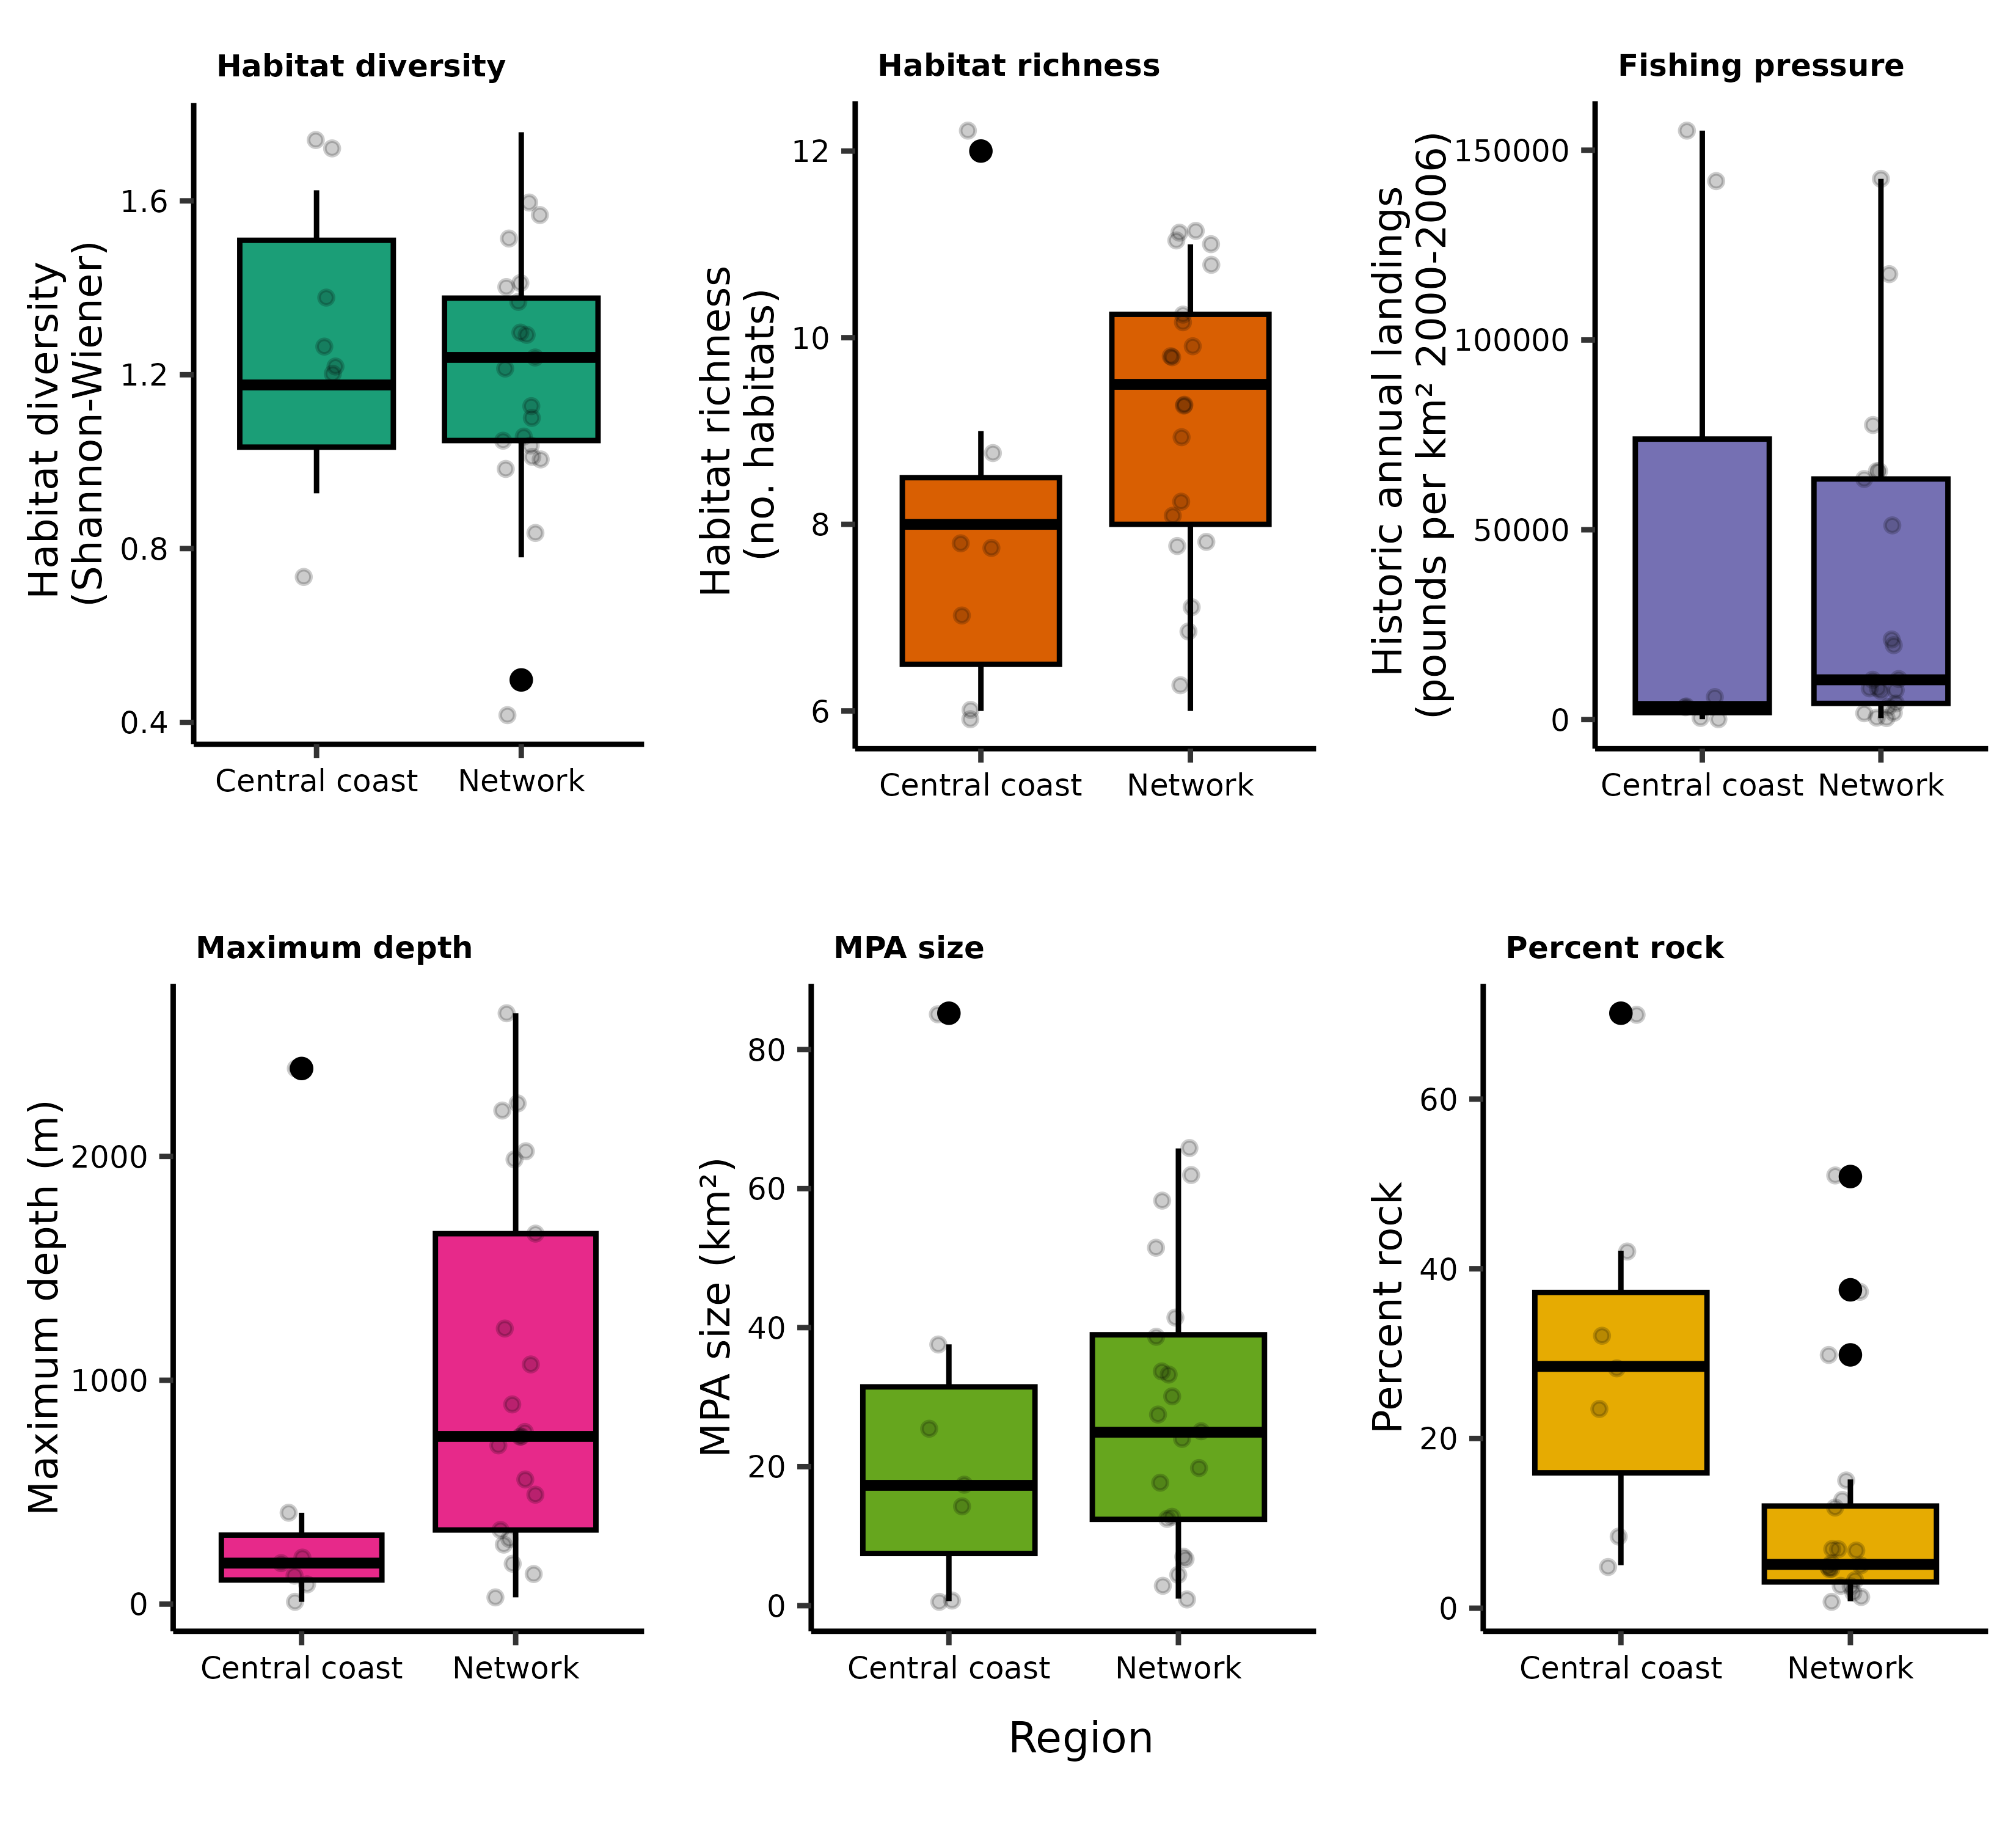 Habitat diversity
Habitat diversity
(Shannon-Wiener)
1.6
1.2
0.8
0.4
Central coast
Network
Habitat richness
Habitat richness
(no. habitats)
12
10
8
6
Central coast
Network
Fishing pressure
Historic annual landings
(pounds per km² 2000-2006)
150000
100000
50000
0
Central coast
Network
Maximum depth
Maximum depth (m)
2000
1000
0
Central coast
Network
MPA size
MPA size (km²)
80
60
40
20
0
Central coast
Network
Percent rock
Percent rock
60
40
20
0
Central coast
Network
Region